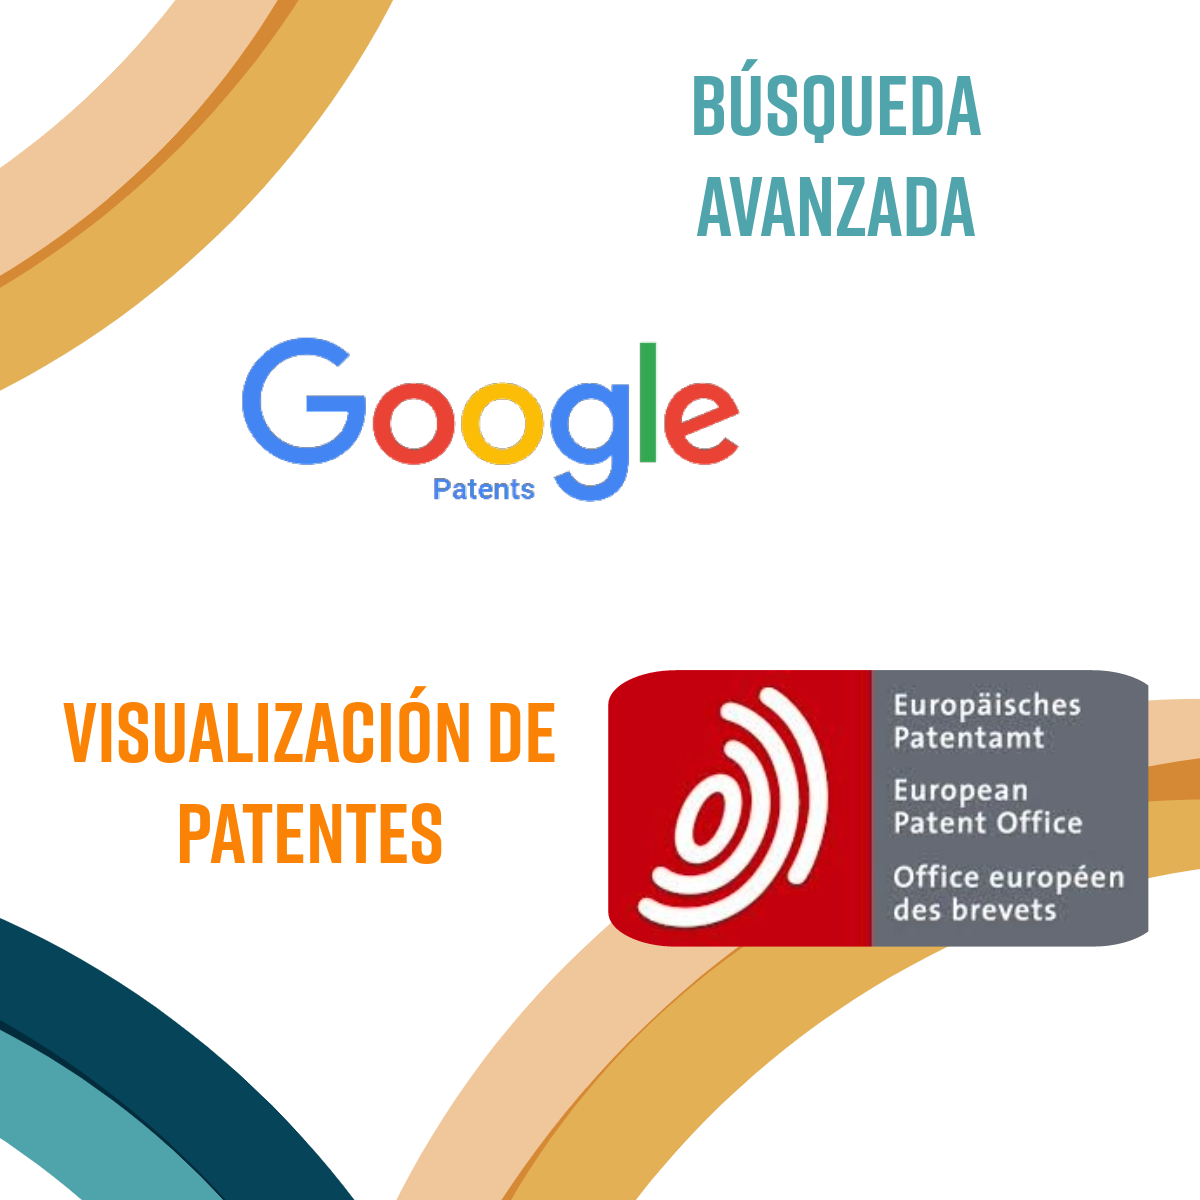 BÚSQUEDA
AVANZADA
Google
Patents
VISUALIZACIÓN DE
PATENTES
Europäisches
Patentamt
European
Patent Office
Office européen
des brevets